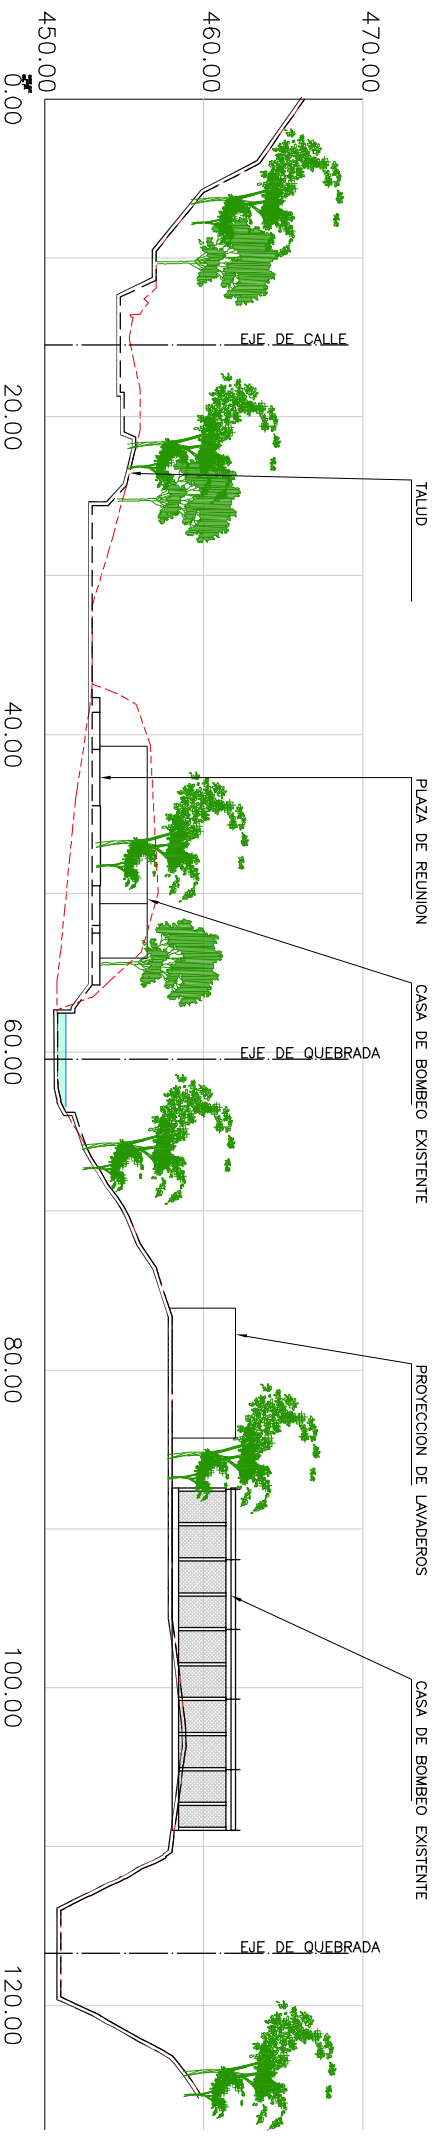 470.00
460.00
450.00
0.00
20.00
40.00
60.00
80.00
100.00
120.00
EJE DE CALLE
TALUD
PLAZA DE REUNION
CASA DE BOMBEO EXISTENTE
EJE DE QUEBRADA
PROYECCION DE LAVADEROS
CASA DE BOMBEO EXISTENTE
EJE DE QUEBRADA